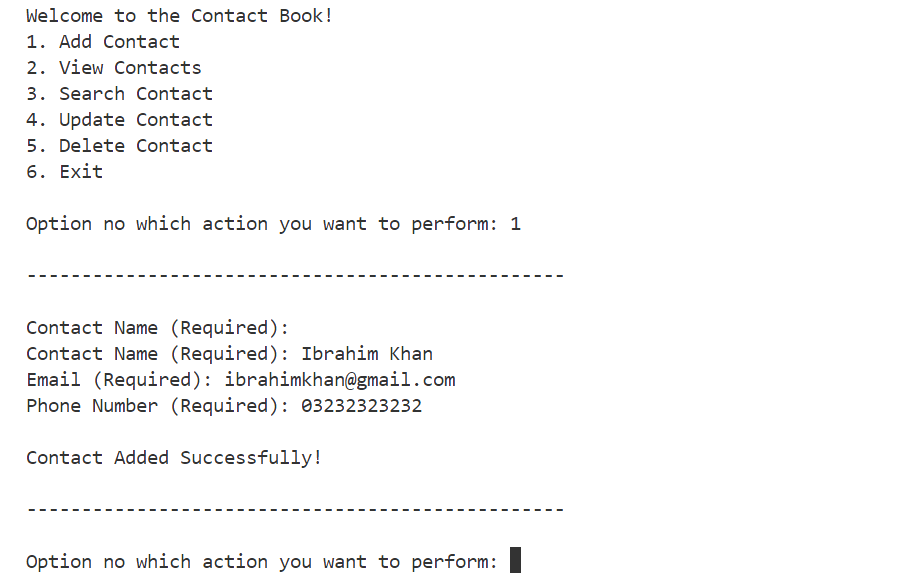 Welcome to the Contact Book!
1. Add Contact
2. View Contacts
3. Search Contact
4. Update Contact
5. Delete Contact
6. Exit
Option no which action you want to perform: 1
-------------------------------------------------
Contact Name (Required):
Contact Name (Required): Ibrahim Khan
Email (Required): ibrahimkhan@gmail.com
Phone Number (Required): 03232323232
Contact Added Successfully!
-------------------------------------------------
Option no which action you want to perform: